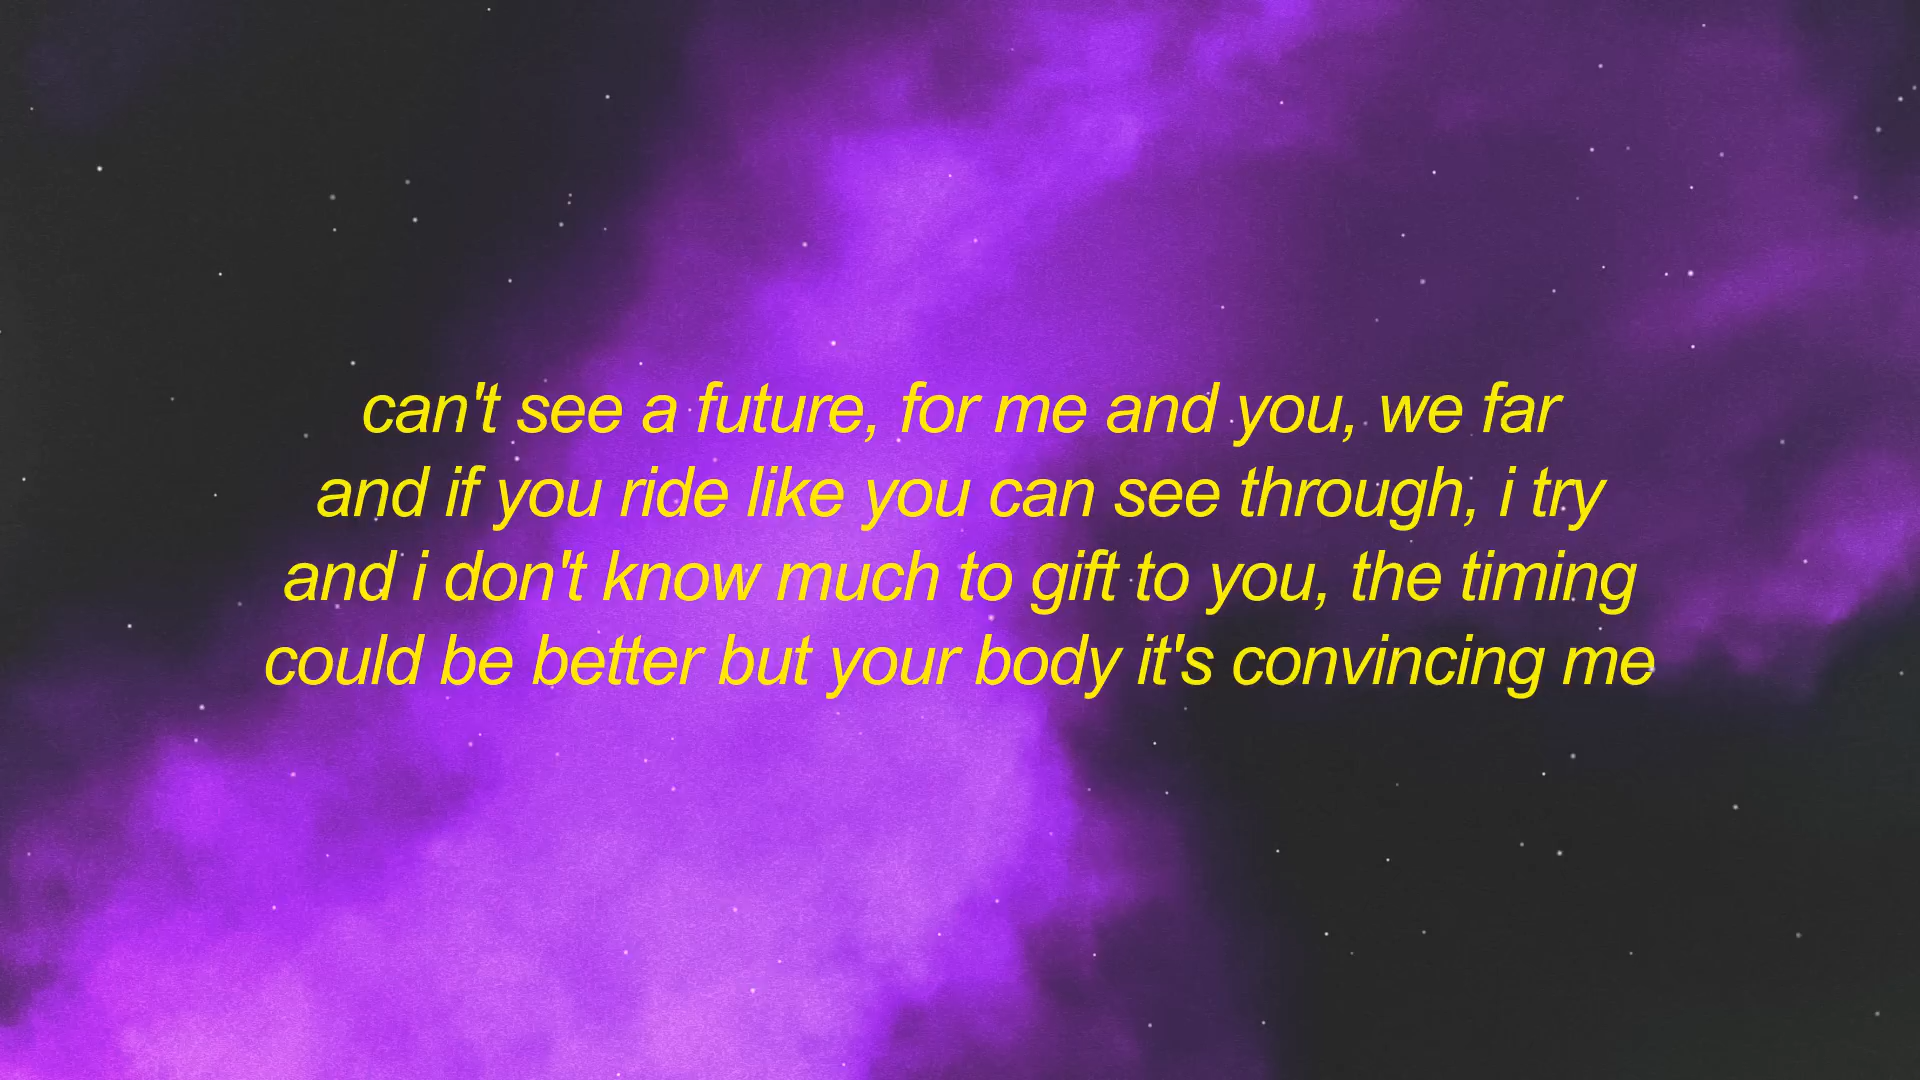 can't see a future, for me and you, we far
and if you ride like you can see through, i try
and i don't know much to gift to you, the timing
could be better but your body it's convincing me